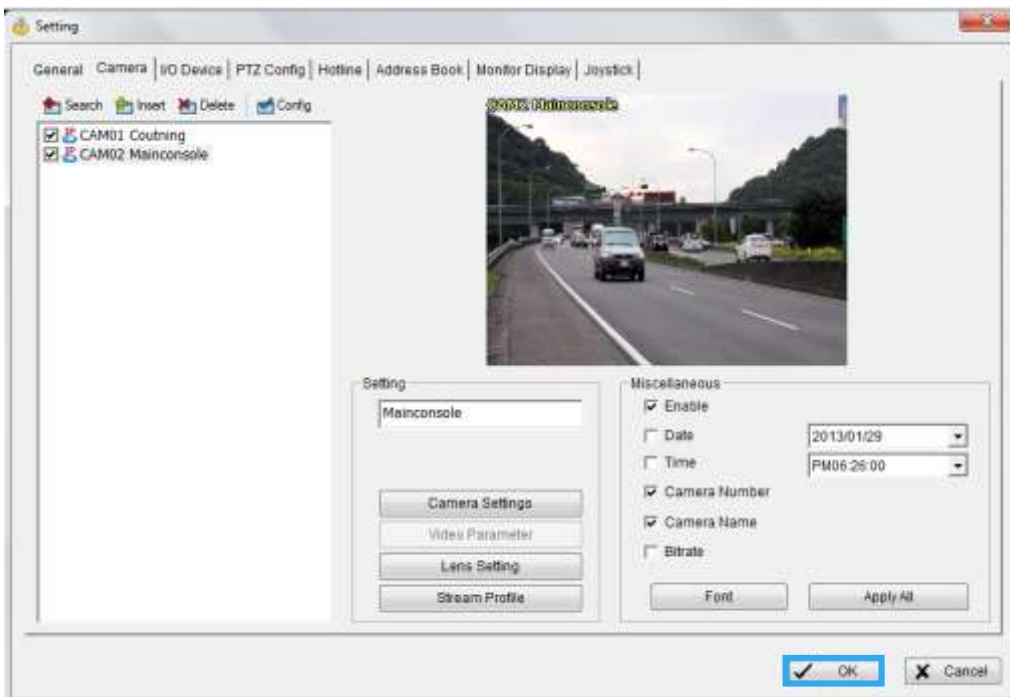 Setting
General Camera I/O Device PTZ Config Hotline Address Book Monitor Display Joystick
Search Insert Delete Config
CAM01 Coutning
CAM02 Mainconsole
CAM2 Mainconsole
Setting
Mainconsole
Camera Settings
Video Parameter
Lens Setting
Stream Profile
Miscellaneous
Enable
Date 2013/01/29
Time PM06:26:00
Camera Number
Camera Name
Bitrate
Font Apply All
OK Cancel